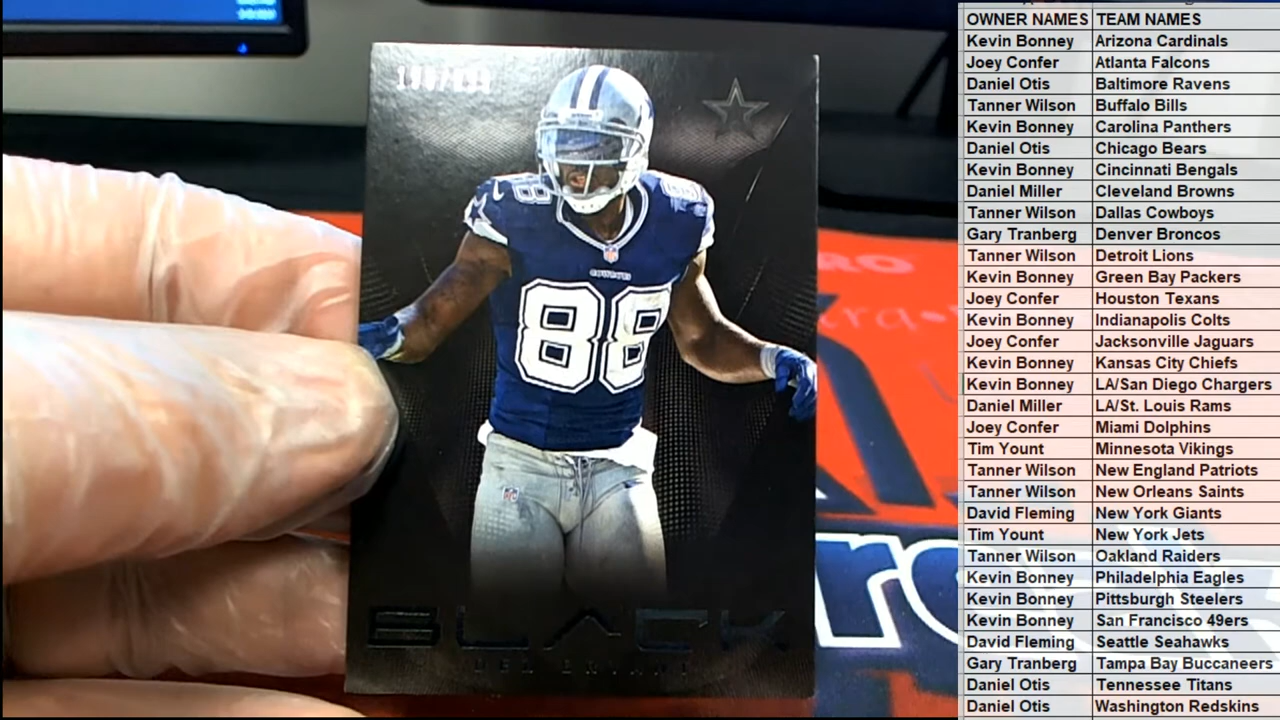 COWBOYS
88
88
BLACK
DEZ BRYANT
OWNER NAMES TEAM NAMES
Kevin Bonney Arizona Cardinals
Joey Confer Atlanta Falcons
Daniel Otis Baltimore Ravens
Tanner Wilson Buffalo Bills
Kevin Bonney Carolina Panthers
Daniel Otis Chicago Bears
Kevin Bonney Cincinnati Bengals
Daniel Miller Cleveland Browns
Tanner Wilson Dallas Cowboys
Gary Tranberg Denver Broncos
Tanner Wilson Detroit Lions
Kevin Bonney Green Bay Packers
Joey Confer Houston Texans
Kevin Bonney Indianapolis Colts
Joey Confer Jacksonville Jaguars
Kevin Bonney Kansas City Chiefs
Kevin Bonney LA/San Diego Chargers
Daniel Miller LA/St. Louis Rams
Joey Confer Miami Dolphins
Tim Yount Minnesota Vikings
Tanner Wilson New England Patriots
Tanner Wilson New Orleans Saints
David Fleming New York Giants
Tim Yount New York Jets
Tanner Wilson Oakland Raiders
Kevin Bonney Philadelphia Eagles
Kevin Bonney Pittsburgh Steelers
Kevin Bonney San Francisco 49ers
David Fleming Seattle Seahawks
Gary Tranberg Tampa Bay Buccaneers
Daniel Otis Tennessee Titans
Daniel Otis Washington Redskins